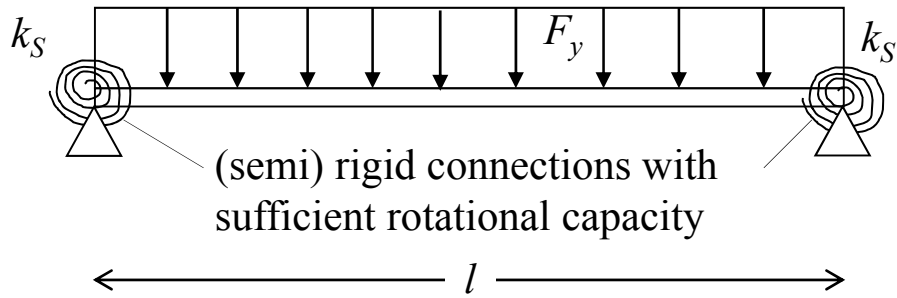 k_S
F_y
k_S
(semi) rigid connections with
sufficient rotational capacity
l